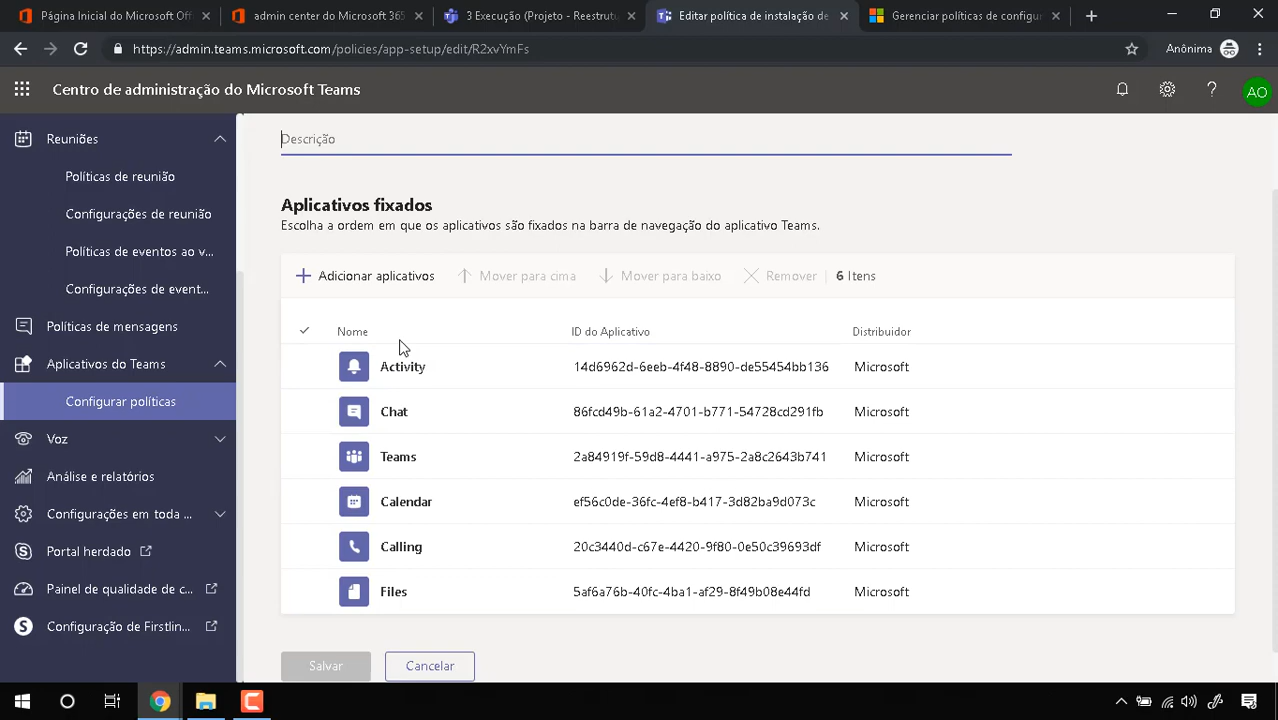 Página Inicial do Microsoft Off
admin center do Microsoft 365
3 Execução (Projeto - Reestrutu
Editar política de instalação de
Gerenciar políticas de configur
https://admin.teams.microsoft.com/policies/app-setup/edit/R2xvYmFs
Anônima
Centro de administração do Microsoft Teams
AO
Reuniões
Políticas de reunião
Configurações de reunião
Políticas de eventos ao v...
Configurações de event...
Políticas de mensagens
Aplicativos do Teams
Configurar políticas
Voz
Análise e relatórios
Configurações em toda ...
Portal herdado
Painel de qualidade de c...
Configuração de Firstlin...
Descrição
Aplicativos fixados
Escolha a ordem em que os aplicativos são fixados na barra de navegação do aplicativo Teams.
Adicionar aplicativos
Mover para cima
Mover para baixo
Remover
6 Itens
Nome
ID do Aplicativo
Distribuidor
Activity
14d6962d-6eeb-4f48-8890-de55454bb136
Microsoft
Chat
86fcd49b-61a2-4701-b771-54728cd291fb
Microsoft
Teams
2a84919f-59d8-4441-a975-2a8c2643b741
Microsoft
Calendar
ef56c0de-36fc-4ef8-b417-3d82ba9d073c
Microsoft
Calling
20c3440d-c67e-4420-9f80-0e50c39693df
Microsoft
Files
5af6a76b-40fc-4ba1-af29-8f49b08e44fd
Microsoft
Salvar
Cancelar